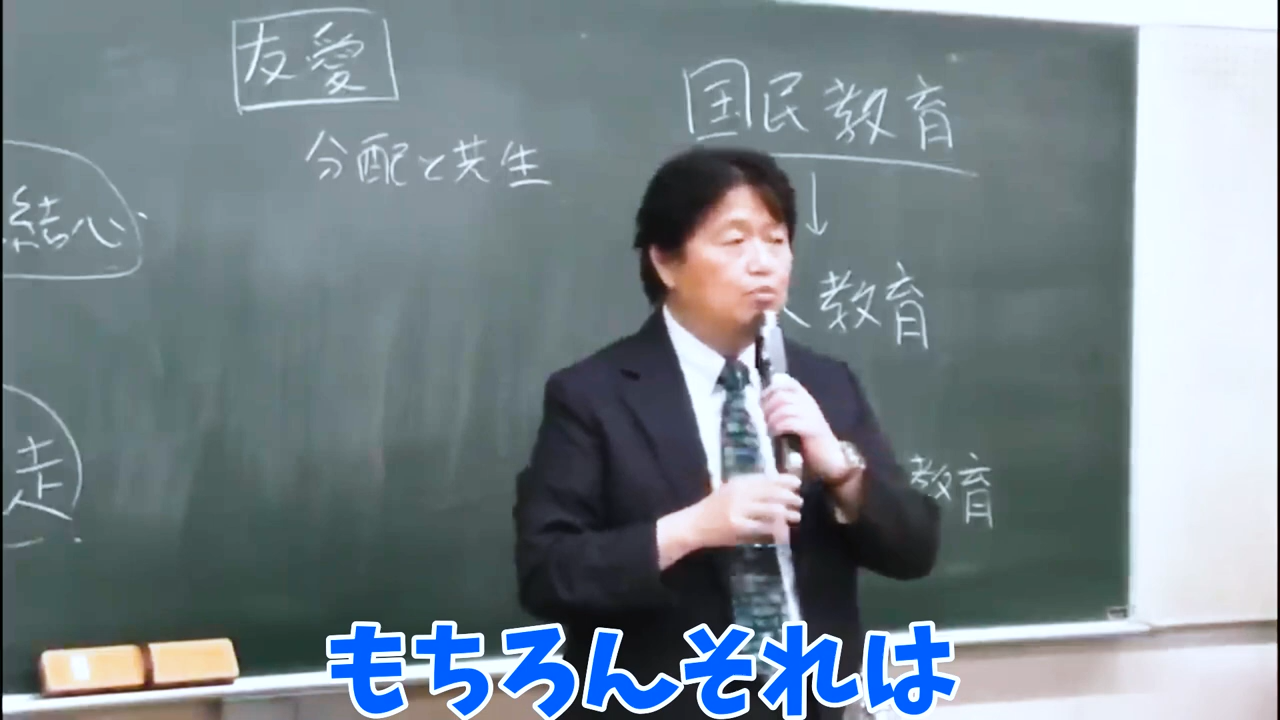 友愛
分配と共生
国民教育
↓
教育
教育
結心
走
もちろんそれは